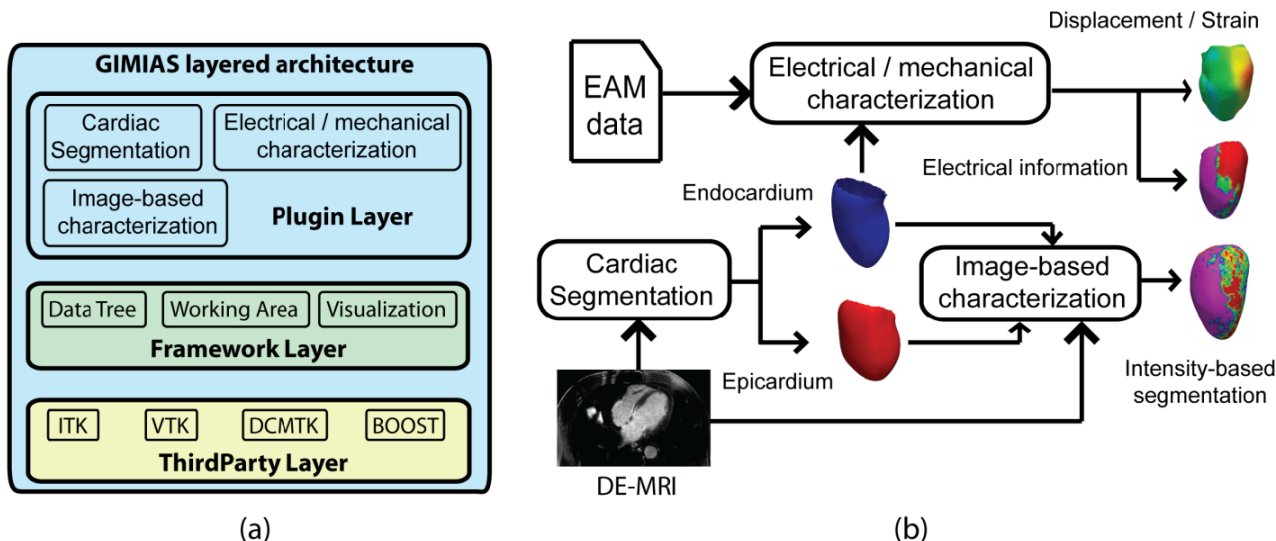 GIMIAS layered architecture
Cardiac
Segmentation
Electrical / mechanical
characterization
Image-based
characterization
Plugin Layer
Data Tree
Working Area
Visualization
Framework Layer
ITK
VTK
DCMTK
BOOST
ThirdParty Layer
(a)
Displacement / Strain
EAM
data
Electrical / mechanical
characterization
Electrical information
Endocardium
Cardiac
Segmentation
Image-based
characterization
Epicardium
Intensity-based
segmentation
DE-MRI
(b)